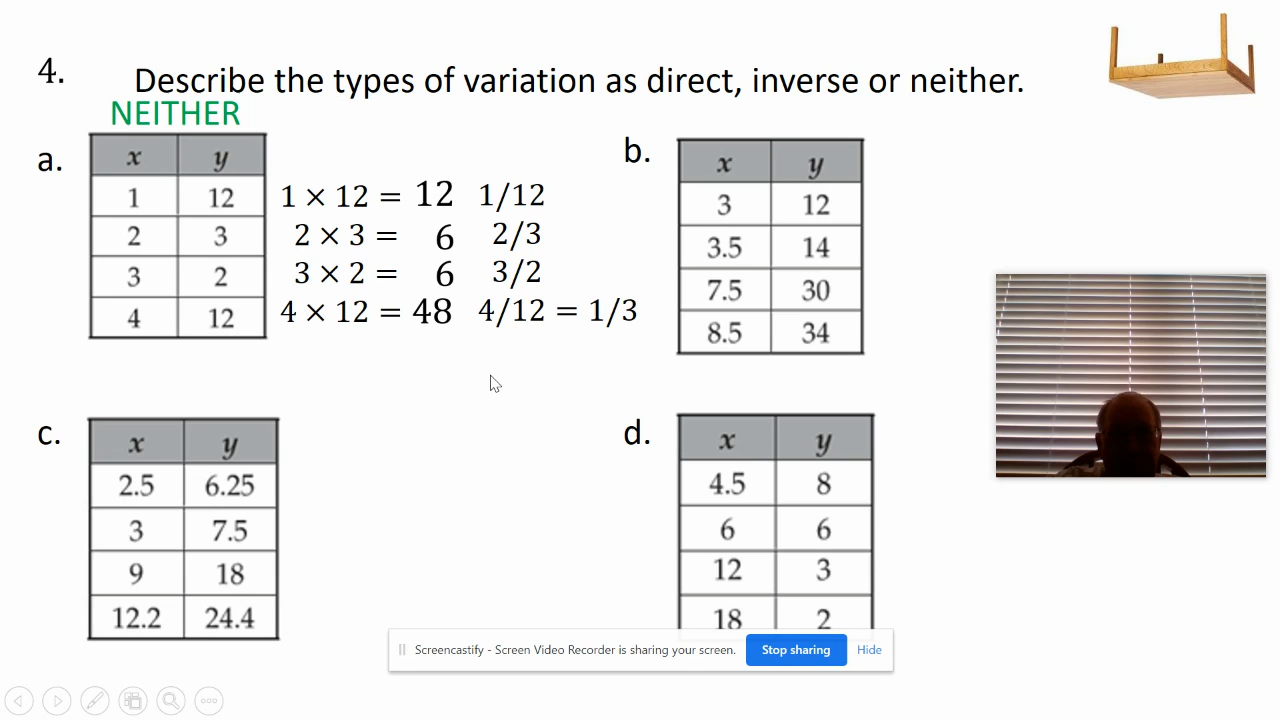 4. Describe the types of variation as direct, inverse or neither.
NEITHER
a.
x y
1 12 1 × 12 = 12 1/12
2 3 2 × 3 = 6 2/3
3 2 3 × 2 = 6 3/2
4 12 4 × 12 = 48 4/12 = 1/3
b.
x y
3 12
3.5 14
7.5 30
8.5 34
c.
x y
2.5 6.25
3 7.5
9 18
12.2 24.4
d.
x y
4.5 8
6 6
12 3
18 2
Screencastify - Screen Video Recorder is sharing your screen. Stop sharing Hide